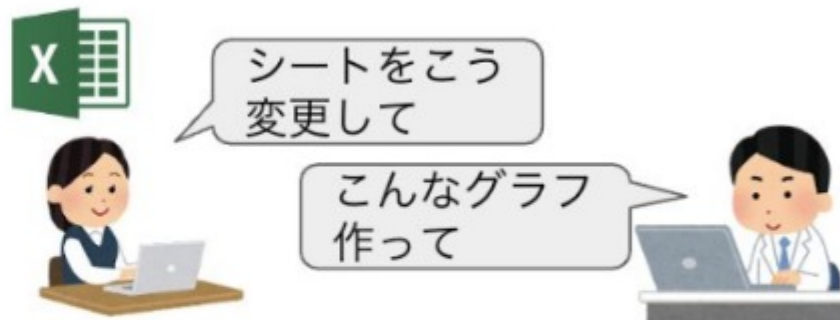 X
シートをこう
変更して
こんなグラフ
作って